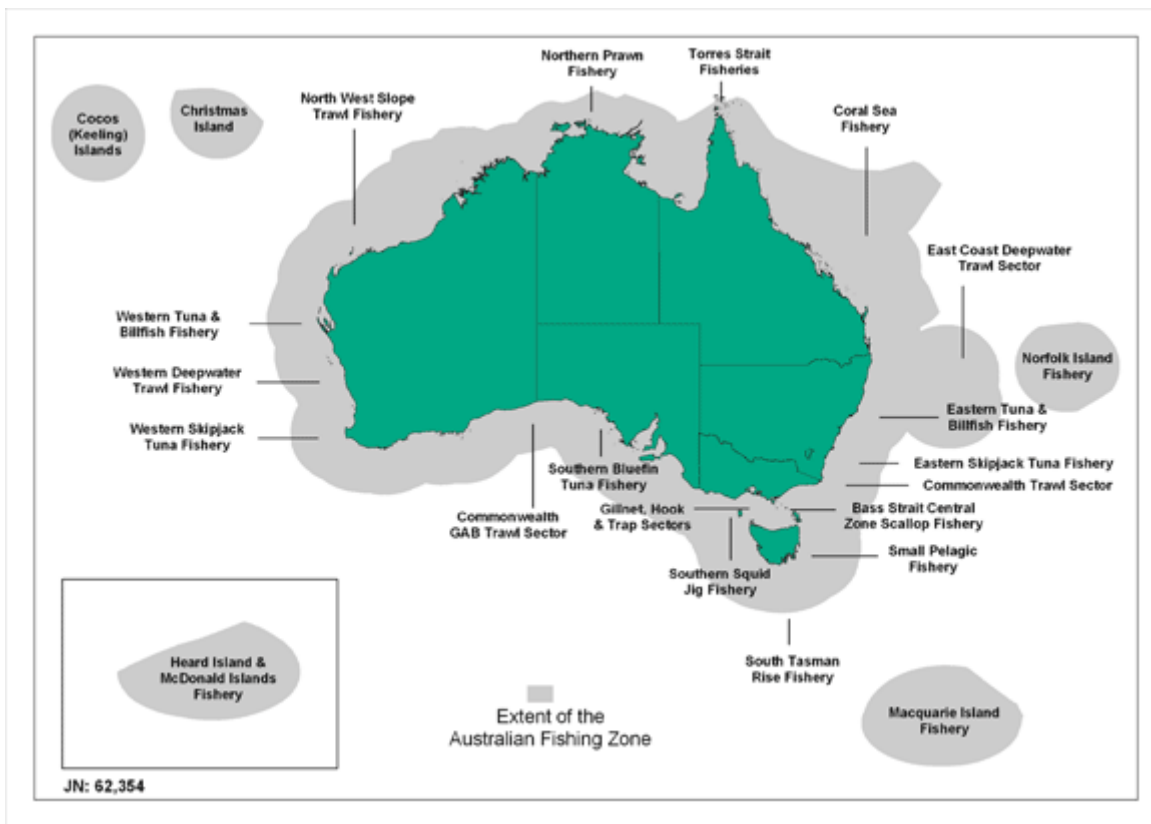 Northern Prawn
Fishery
Torres Strait
Fisheries
North West Slope
Trawl Fishery
Christmas
Island
Cocos
(Keeling)
Islands
Coral Sea
Fishery
East Coast Deepwater
Trawl Sector
Western Tuna &
Billfish Fishery
Norfolk Island
Fishery
Western Deepwater
Trawl Fishery
Eastern Tuna &
Billfish Fishery
Western Skipjack
Tuna Fishery
Southern Bluefin
Tuna Fishery
Eastern Skipjack Tuna Fishery
Commonwealth Trawl Sector
Commonwealth
GAB Trawl Sector
Gillnet, Hook
& Trap Sectors
Bass Strait Central
Zone Scallop Fishery
Small Pelagic
Fishery
Southern Squid
Jig Fishery
South Tasman
Rise Fishery
Heard Island &
McDonald Islands
Fishery
Macquarie Island
Fishery
Extent of the
Australian Fishing Zone
JN: 62,354